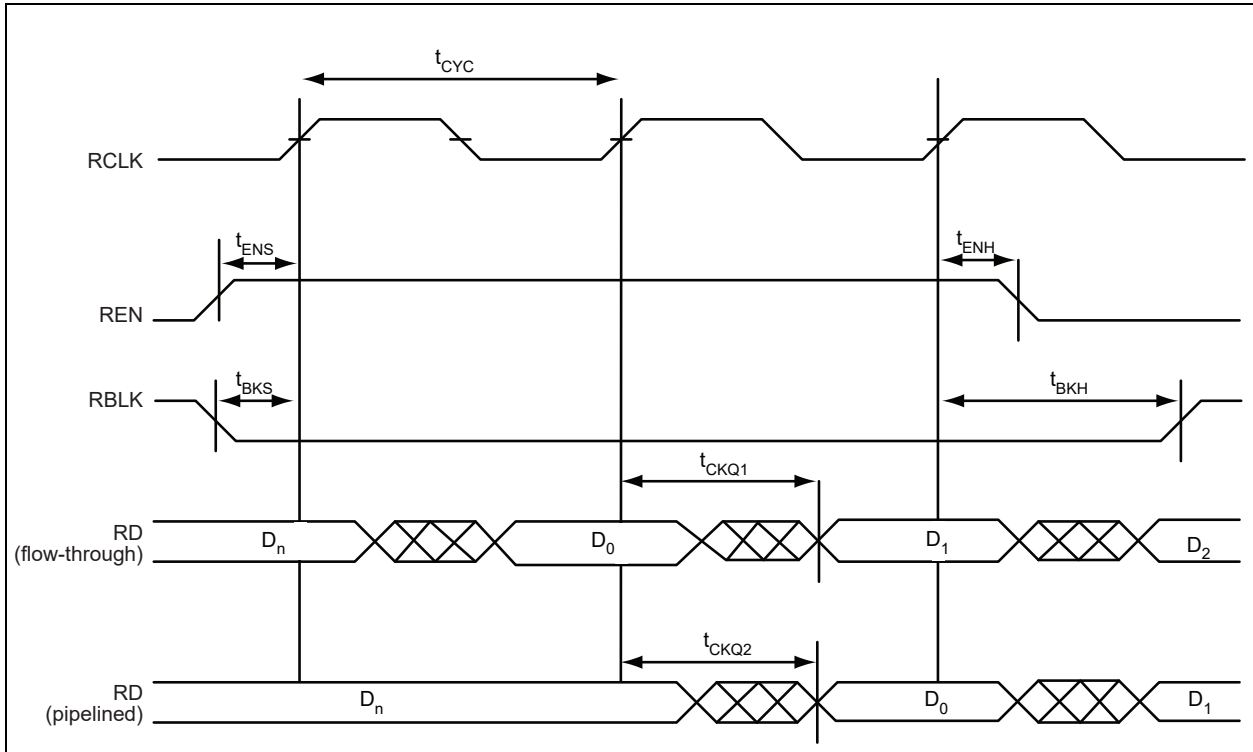 tCYC
RCLK
tENS
tENH
REN
tBKS
tBKH
RBLK
tCKQ1
RD
(flow-through)
Dn
D0
D1
D2
tCKQ2
RD
(pipelined)
Dn
D0
D1